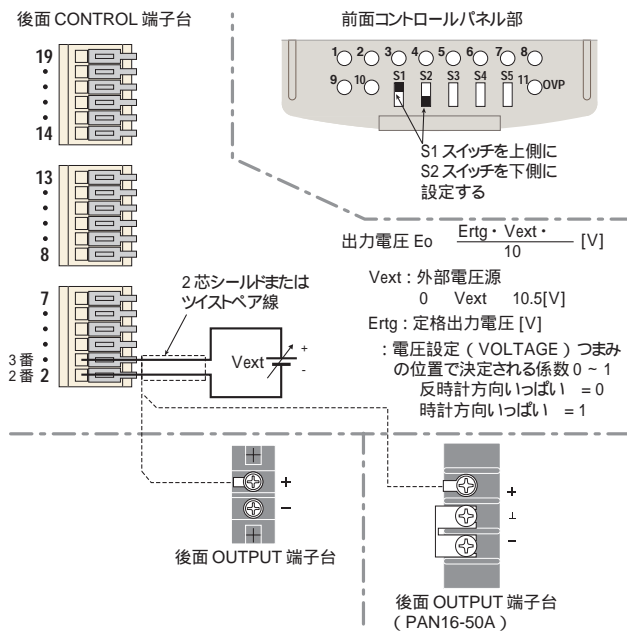 後面 CONTROL 端子台
19
14
13
8
7
3番
2番 2
2芯シールドまたは
ツイストペア線
Vext
+
-
前面コントロールパネル部
1 2 3 4 5 6 7 8
9 10 S1 S2 S3 S4 S5 11 OVP
S1 スイッチを上側に
S2 スイッチを下側に
設定する
出力電圧 Eo Ertg・Vext・ [V]
10
Vext : 外部電圧源
0 Vext 10.5[V]
Ertg : 定格出力電圧 [V]
: 電圧設定 ( VOLTAGE ) つまみ
の位置で決定される係数 0 ~ 1
反時計方向いっぱい = 0
時計方向いっぱい = 1
+
-
後面 OUTPUT 端子台
+
⊥
-
後面 OUTPUT 端子台
( PAN16-50A )